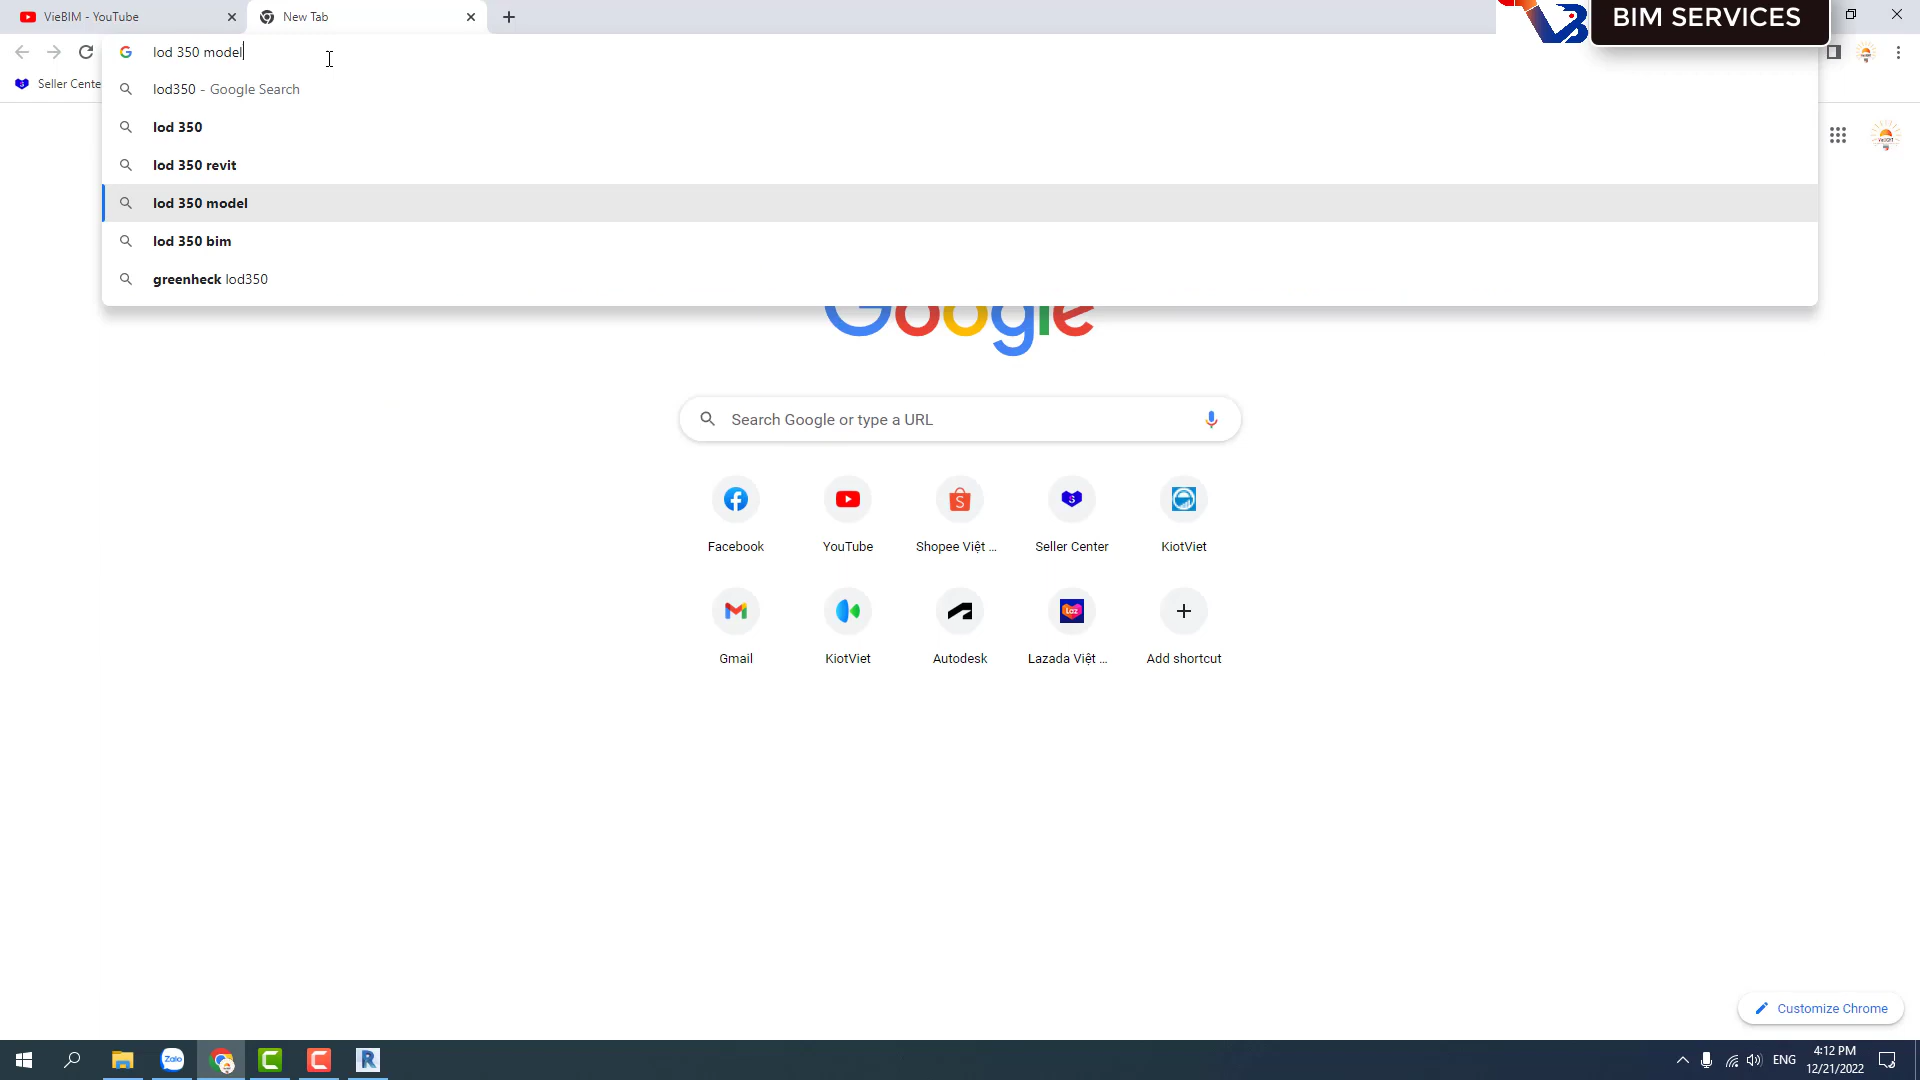 VieBIM - YouTube
New Tab
BIM SERVICES
lod 350 model
Seller Cente
lod350 - Google Search
lod 350
lod 350 revit
lod 350 model
lod 350 bim
greenheck lod350
Google
Search Google or type a URL
Facebook
YouTube
Shopee Việt ...
Seller Center
KiotViet
Gmail
KiotViet
Autodesk
Lazada Việt ...
Add shortcut
Customize Chrome
Zalo
ENG
4:12 PM
12/21/2022